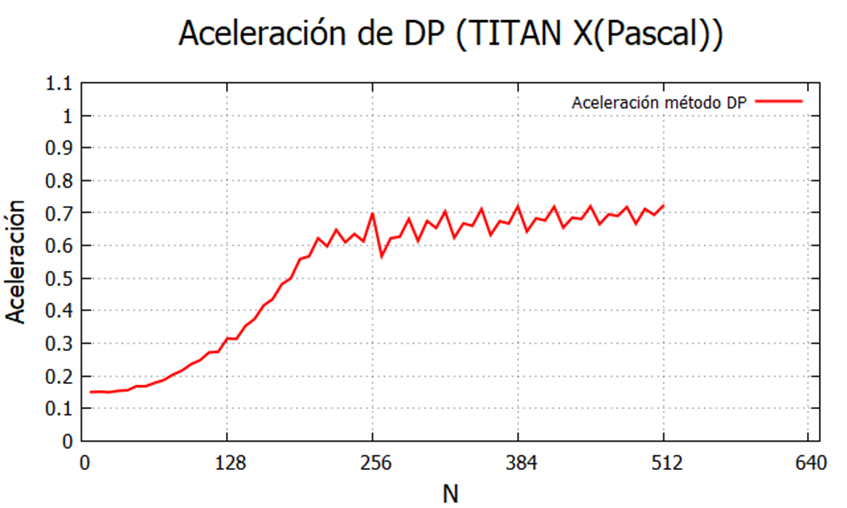 Aceleración de DP (TITAN X(Pascal))
1.1
Aceleración método DP
1
0.9
0.8
0.7
0.6
0.5
0.4
0.3
0.2
0.1
0
Aceleración
0 128 256 384 512 640
N